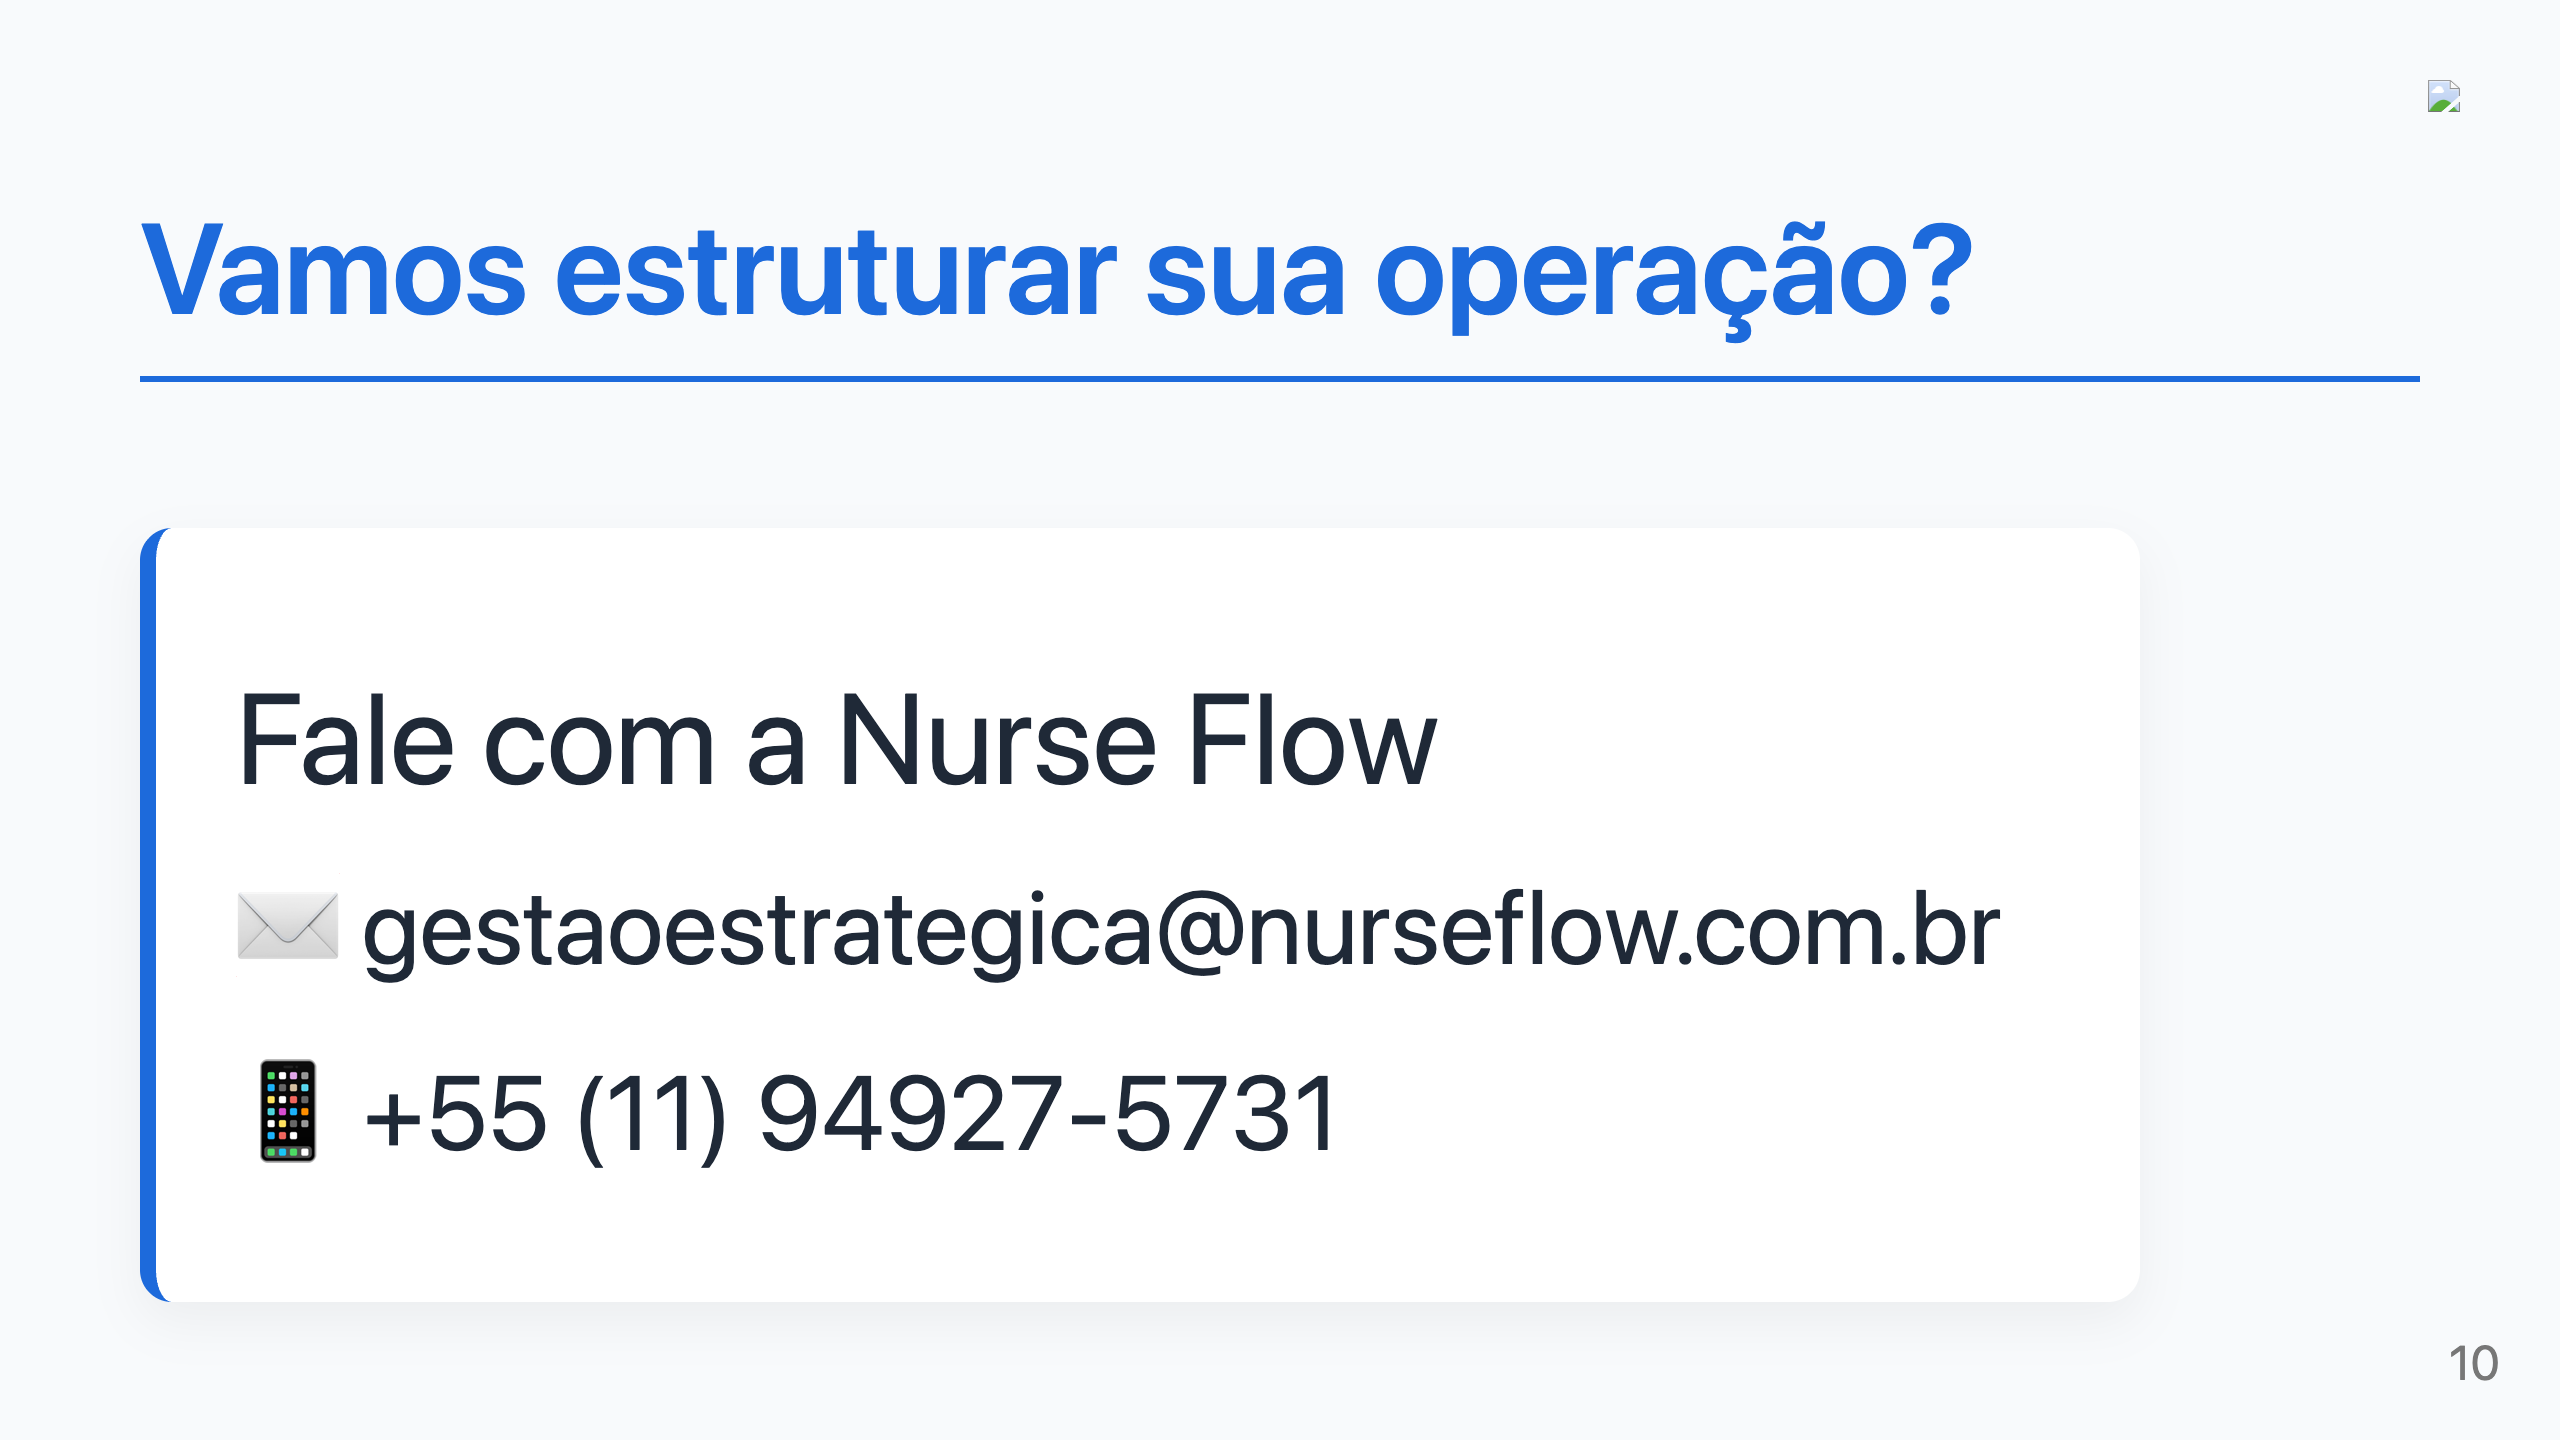 Vamos estruturar sua operação?
Fale com a Nurse Flow
✉️ gestaoestrategica@nurseflow.com.br
📱 +55 (11) 94927-5731
10